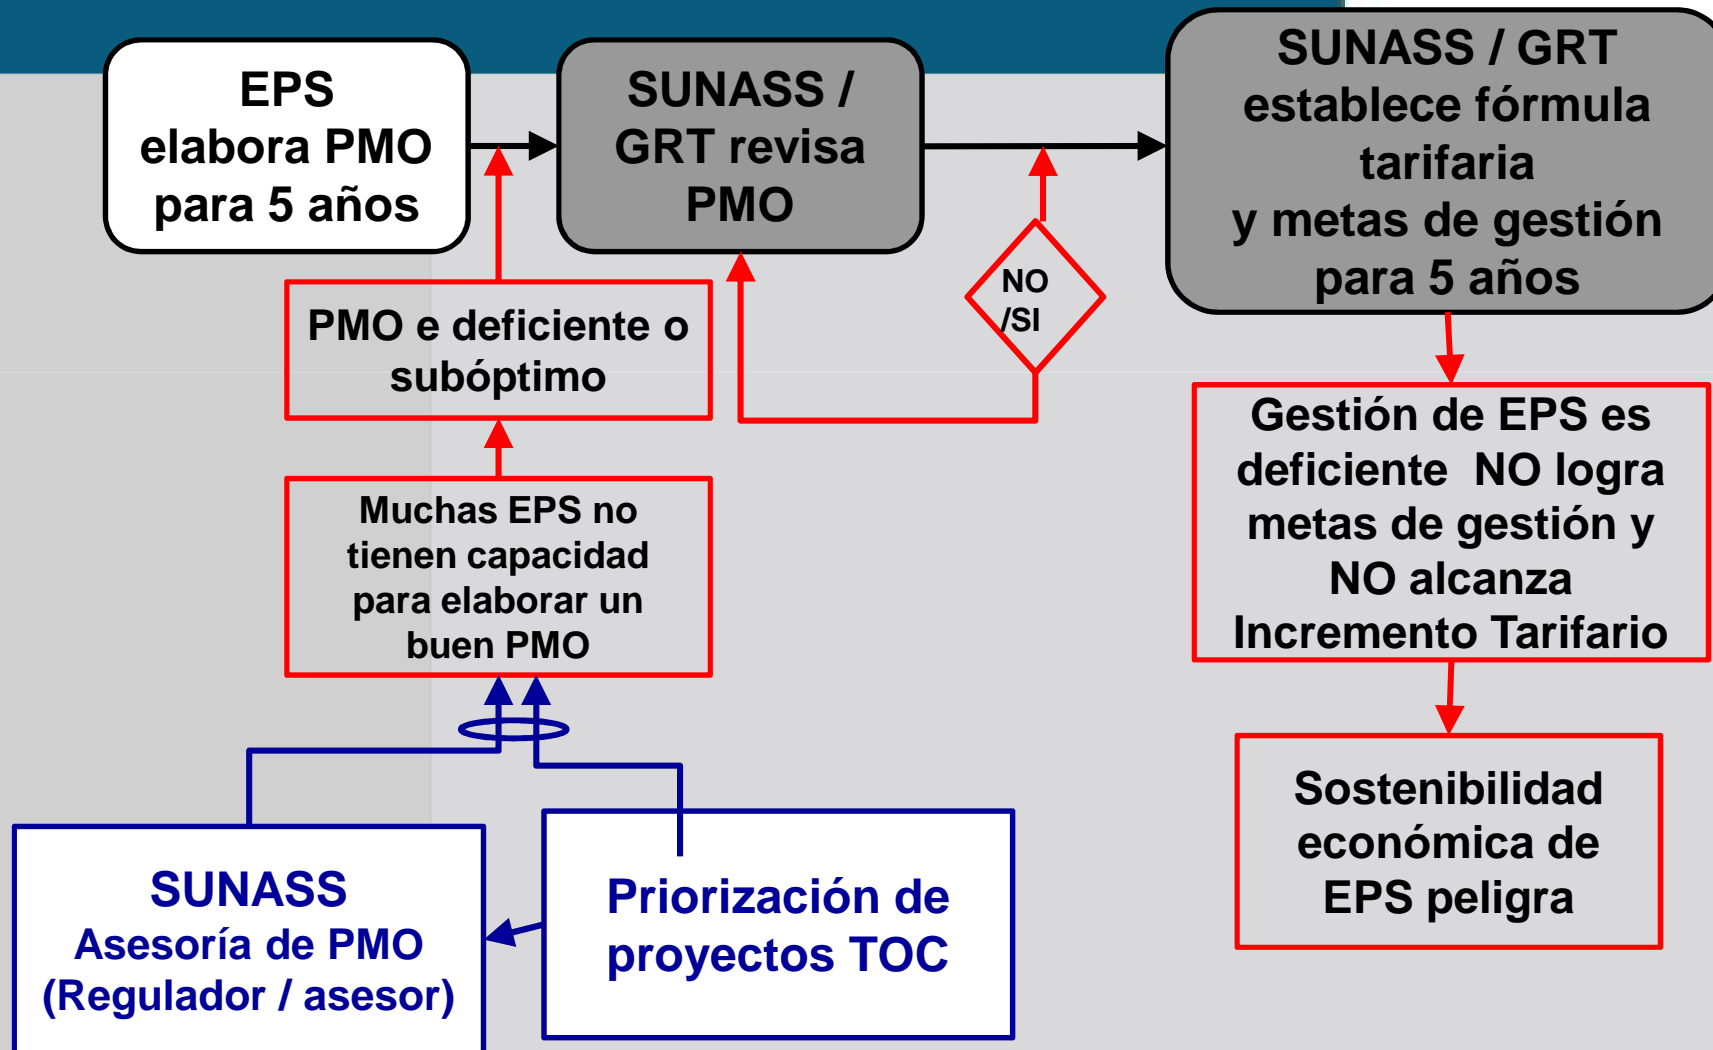 EPS
elabora PMO
para 5 años
SUNASS /
GRT revisa
PMO
SUNASS / GRT
establece fórmula
tarifaria
y metas de gestión
para 5 años
NO
/SI
PMO e deficiente o
subóptimo
Muchas EPS no
tienen capacidad
para elaborar un
buen PMO
Gestión de EPS es
deficiente NO logra
metas de gestión y
NO alcanza
Incremento Tarifario
Sostenibilidad
económica de
EPS peligra
SUNASS
Asesoría de PMO
(Regulador / asesor)
Priorización de
proyectos TOC